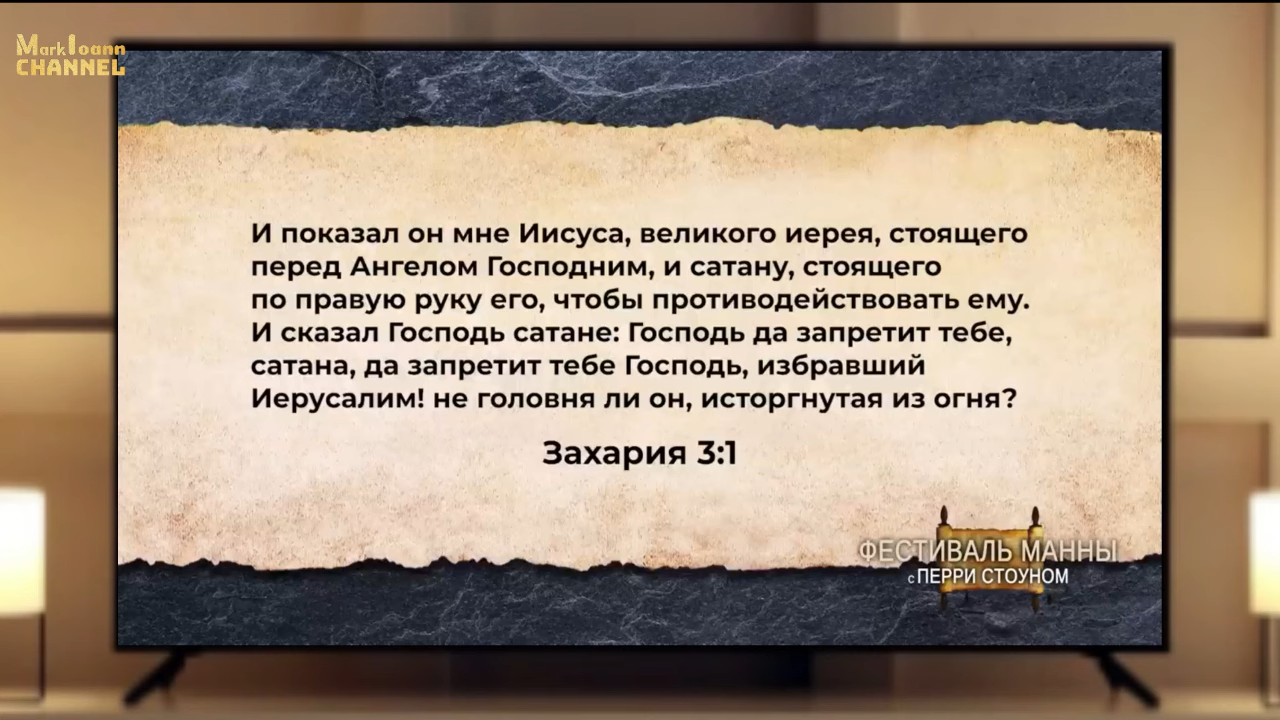 MarkIoann
CHANNEL
И показал он мне Иисуса, великого иерея, стоящего
перед Ангелом Господним, и сатану, стоящего
по правую руку его, чтобы противодействовать ему.
И сказал Господь сатане: Господь да запретит тебе,
сатана, да запретит тебе Господь, избравший
Иерусалим! не головня ли он, исторгнутая из огня?
Захария 3:1
ФЕСТИВАЛЬ МАННЫ
с ПЕРРИ СТОУНОМ